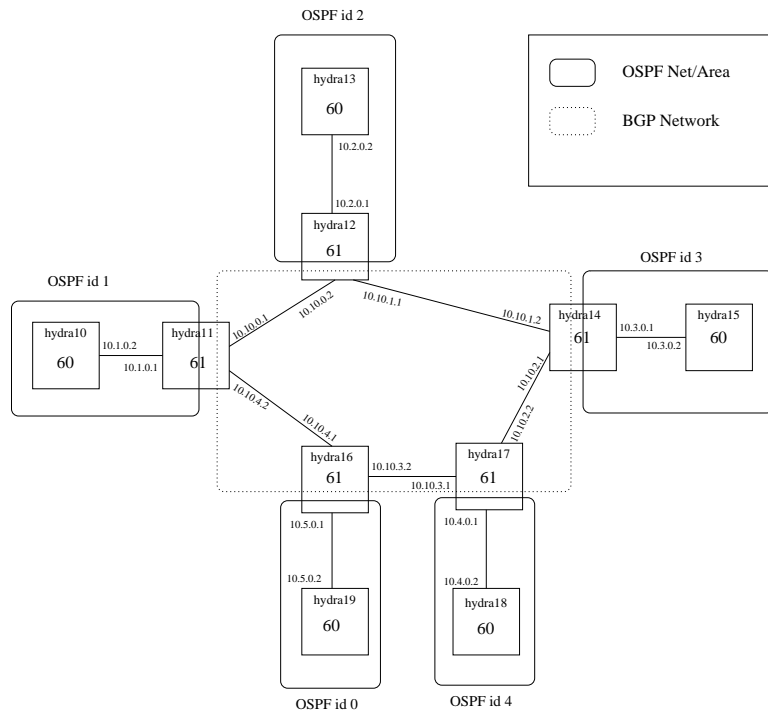 OSPF id 2
hydra13
60
10.2.0.2
10.2.0.1
hydra12
61
OSPF Net/Area
BGP Network
OSPF id 1
hydra10
60
10.1.0.2
10.1.0.1
hydra11
61
10.10.0.1
10.10.0.2
10.10.1.1
10.10.1.2
OSPF id 3
hydra14
61
10.3.0.1
10.3.0.2
hydra15
60
10.10.4.2
10.10.4.1
10.10.2.1
10.10.2.2
hydra16
61
10.10.3.2
10.10.3.1
hydra17
61
10.5.0.1
10.5.0.2
hydra19
60
OSPF id 0
10.4.0.1
10.4.0.2
hydra18
60
OSPF id 4